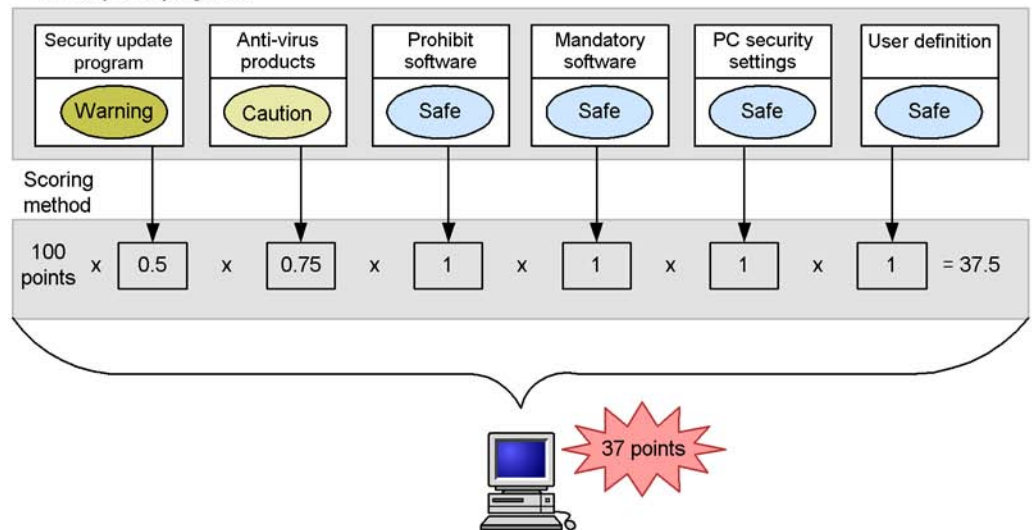 Security update
program
Warning
Anti-virus
products
Caution
Prohibit
software
Safe
Mandatory
software
Safe
PC security
settings
Safe
User definition
Safe
Scoring
method
100
points x 0.5 x 0.75 x 1 x 1 x 1 x 1 = 37.5
37 points